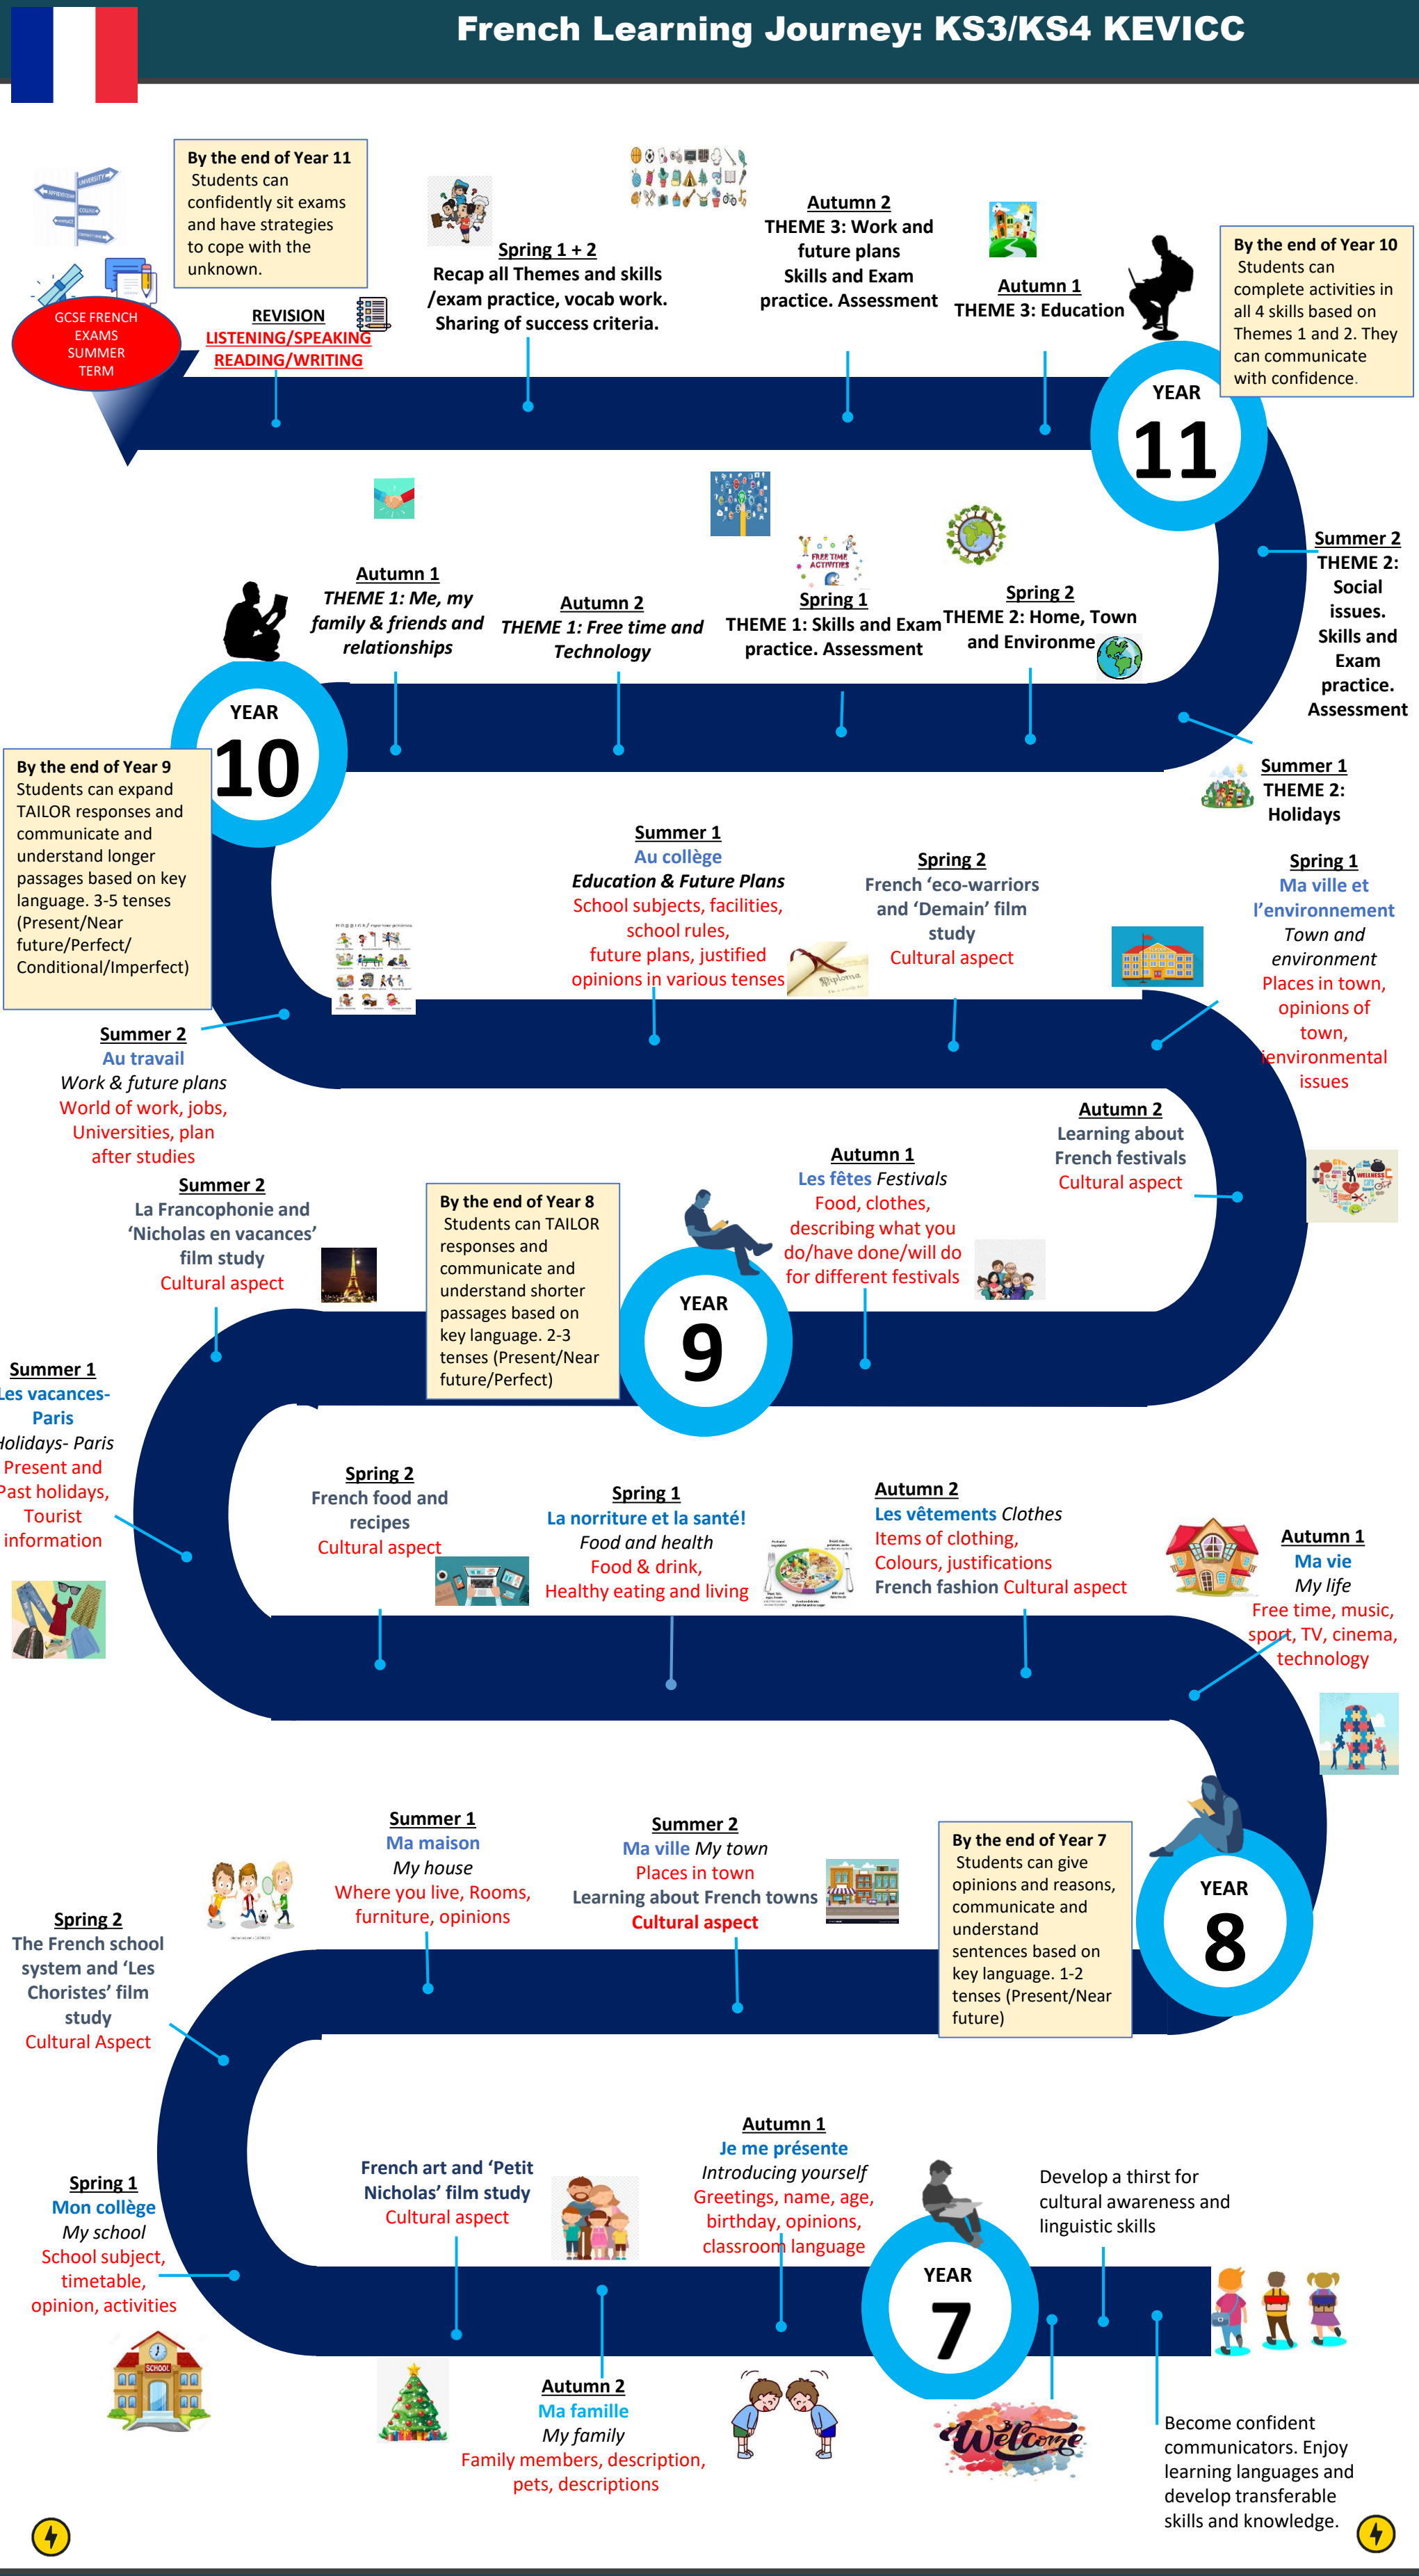 French Learning Journey: KS3/KS4 KEVICC
By the end of Year 11
Students can
confidently sit exams
and have strategies
to cope with the
unknown.
UNIVERSITY
COLLEGE
GCSE FRENCH
EXAMS
SUMMER
TERM
REVISION
LISTENING/SPEAKING
READING/WRITING
Spring 1 + 2
Recap all Themes and skills
/exam practice, vocab work.
Sharing of success criteria.
Autumn 2
THEME 3: Work and
future plans
Skills and Exam
practice. Assessment
Autumn 1
THEME 3: Education
By the end of Year 10
Students can
complete activities in
all 4 skills based on
Themes 1 and 2. They
can communicate
with confidence.
YEAR
11
Summer 2
THEME 2:
Social
issues.
Skills and
Exam
practice.
Assessment
Autumn 1
THEME 1: Me, my
family & friends and
relationships
Autumn 2
THEME 1: Free time and
Technology
FREE TIME
ACTIVITIES
Spring 1
THEME 1: Skills and Exam
practice. Assessment
Spring 2
THEME 2: Home, Town
and Environme
Summer 1
THEME 2:
Holidays
YEAR
10
By the end of Year 9
Students can expand
TAILOR responses and
communicate and
understand longer
passages based on key
language. 3-5 tenses
(Present/Near
future/Perfect/
Conditional/Imperfect)
Summer 2
Au travail
Work & future plans
World of work, jobs,
Universities, plan
after studies
Summer 1
Au collège
Education & Future Plans
School subjects, facilities,
school rules,
future plans, justified
opinions in various tenses
Diploma
Spring 2
French ‘eco-warriors
and ‘Demain’ film
study
Cultural aspect
Spring 1
Ma ville et
l’environnement
Town and
environment
Places in town,
opinions of
town,
ienvironmental
issues
Autumn 2
Learning about
French festivals
Cultural aspect
WELLNESS
Autumn 1
Les fêtes Festivals
Food, clothes,
describing what you
do/have done/will do
for different festivals
YEAR
9
By the end of Year 8
Students can TAILOR
responses and
communicate and
understand shorter
passages based on
key language. 2-3
tenses (Present/Near
future/Perfect)
Summer 2
La Francophonie and
‘Nicholas en vacances’
film study
Cultural aspect
Summer 1
Les vacances-
Paris
Holidays- Paris
Present and
Past holidays,
Tourist
information
Spring 2
French food and
recipes
Cultural aspect
Spring 1
La norriture et la santé!
Food and health
Food & drink,
Healthy eating and living
Autumn 2
Les vêtements Clothes
Items of clothing,
Colours, justifications
French fashion Cultural aspect
Autumn 1
Ma vie
My life
Free time, music,
sport, TV, cinema,
technology
YEAR
8
By the end of Year 7
Students can give
opinions and reasons,
communicate and
understand
sentences based on
key language. 1-2
tenses (Present/Near
future)
Summer 1
Ma maison
My house
Where you live, Rooms,
furniture, opinions
Summer 2
Ma ville My town
Places in town
Learning about French towns
Cultural aspect
Spring 2
The French school
system and ‘Les
Choristes’ film
study
Cultural Aspect
Spring 1
Mon collège
My school
School subject,
timetable,
opinion, activities
SCHOOL
French art and ‘Petit
Nicholas’ film study
Cultural aspect
Autumn 2
Ma famille
My family
Family members, description,
pets, descriptions
Autumn 1
Je me présente
Introducing yourself
Greetings, name, age,
birthday, opinions,
classroom language
YEAR
7
Develop a thirst for
cultural awareness and
linguistic skills
Welcome
Become confident
communicators. Enjoy
learning languages and
develop transferable
skills and knowledge.